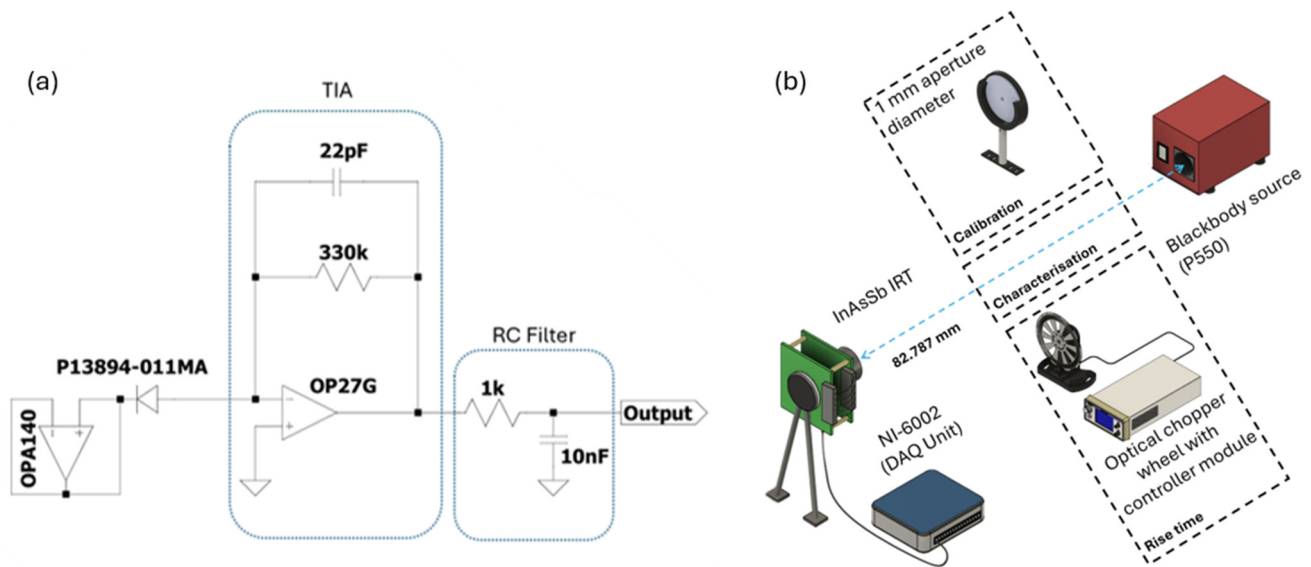 (a)
TIA
22pF
330k
P13894-011MA
OP27G
OPA140
-
+
-
+
RC Filter
1k
10nF
Output
(b)
1 mm aperture
diameter
Calibration
Characterisation
Blackbody source
(P550)
InAsSb IRT
82.787 mm
NI-6002
(DAQ Unit)
Optical chopper
wheel with
controller module
Rise time